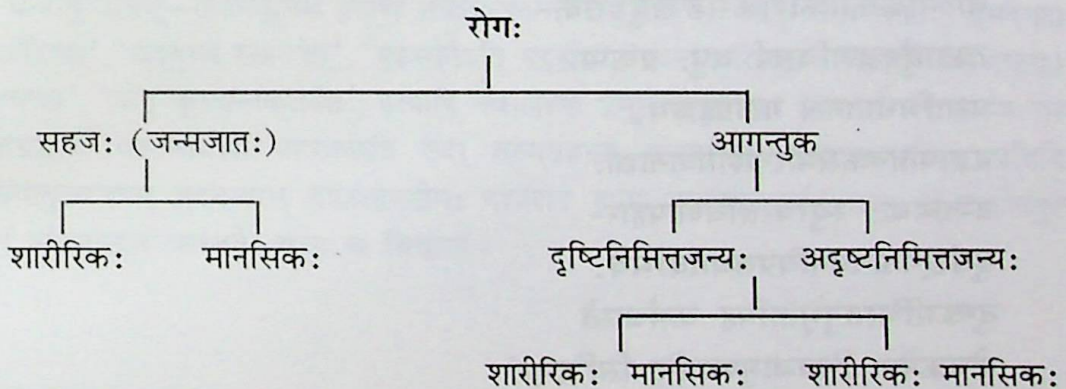 रोगः
सहजः (जन्मजातः) आगन्तुक
शारीरिकः मानसिकः दृष्टिनिमित्तजन्यः अदृष्टनिमित्तजन्यः
शारीरिकः मानसिकः शारीरिकः मानसिकः